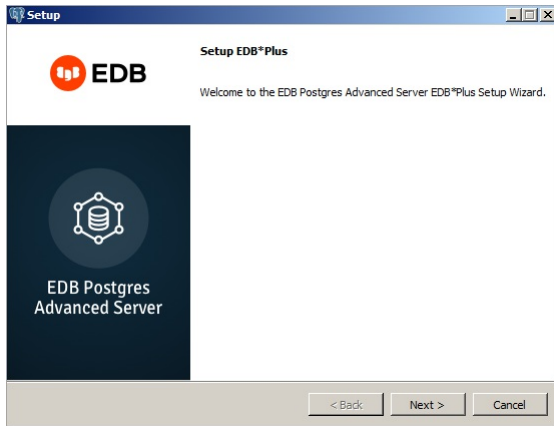 Setup
EDB
Setup EDB*Plus
Welcome to the EDB Postgres Advanced Server EDB*Plus Setup Wizard.
EDB Postgres
Advanced Server
< Back
Next >
Cancel